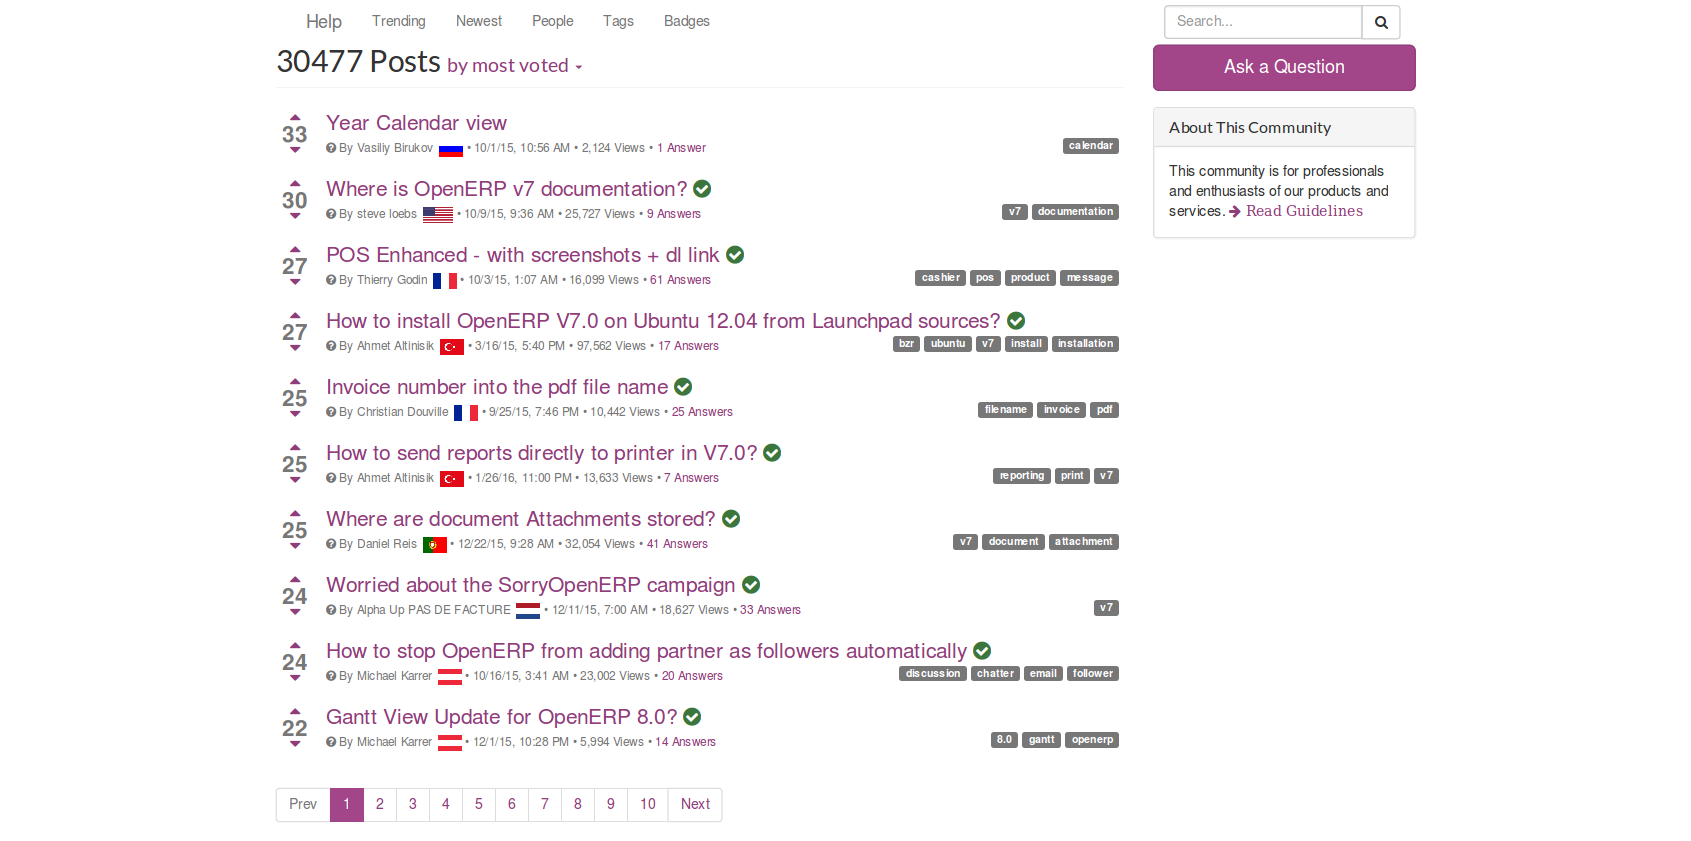 Help Trending Newest People Tags Badges Search...
30477 Posts by most voted
Ask a Question
33
Year Calendar view
By Vasiliy Birukov • 10/1/15, 10:56 AM • 2,124 Views • 1 Answer calendar
About This Community
This community is for professionals
and enthusiasts of our products and
services. Read Guidelines
30
Where is OpenERP v7 documentation?
By steve loebs • 10/9/15, 9:36 AM • 25,727 Views • 9 Answers v7 documentation
27
POS Enhanced - with screenshots + dl link
By Thierry Godin • 10/3/15, 1:07 AM • 16,099 Views • 61 Answers cashier pos product message
27
How to install OpenERP V7.0 on Ubuntu 12.04 from Launchpad sources?
By Ahmet Altinisik • 3/16/15, 5:40 PM • 97,562 Views • 17 Answers bzr ubuntu v7 install installation
25
Invoice number into the pdf file name
By Christian Douville • 9/25/15, 7:46 PM • 10,442 Views • 25 Answers filename invoice pdf
25
How to send reports directly to printer in V7.0?
By Ahmet Altinisik • 1/26/16, 11:00 PM • 13,633 Views • 7 Answers reporting print v7
25
Where are document Attachments stored?
By Daniel Reis • 12/22/15, 9:28 AM • 32,054 Views • 41 Answers v7 document attachment
24
Worried about the SorryOpenERP campaign
By Alpha Up PAS DE FACTURE • 12/11/15, 7:00 AM • 18,627 Views • 33 Answers v7
24
How to stop OpenERP from adding partner as followers automatically
By Michael Karrer • 10/16/15, 3:41 AM • 23,002 Views • 20 Answers discussion chatter email follower
22
Gantt View Update for OpenERP 8.0?
By Michael Karrer • 12/1/15, 10:28 PM • 5,994 Views • 14 Answers 8.0 gantt openerp
Prev 1 2 3 4 5 6 7 8 9 10 Next